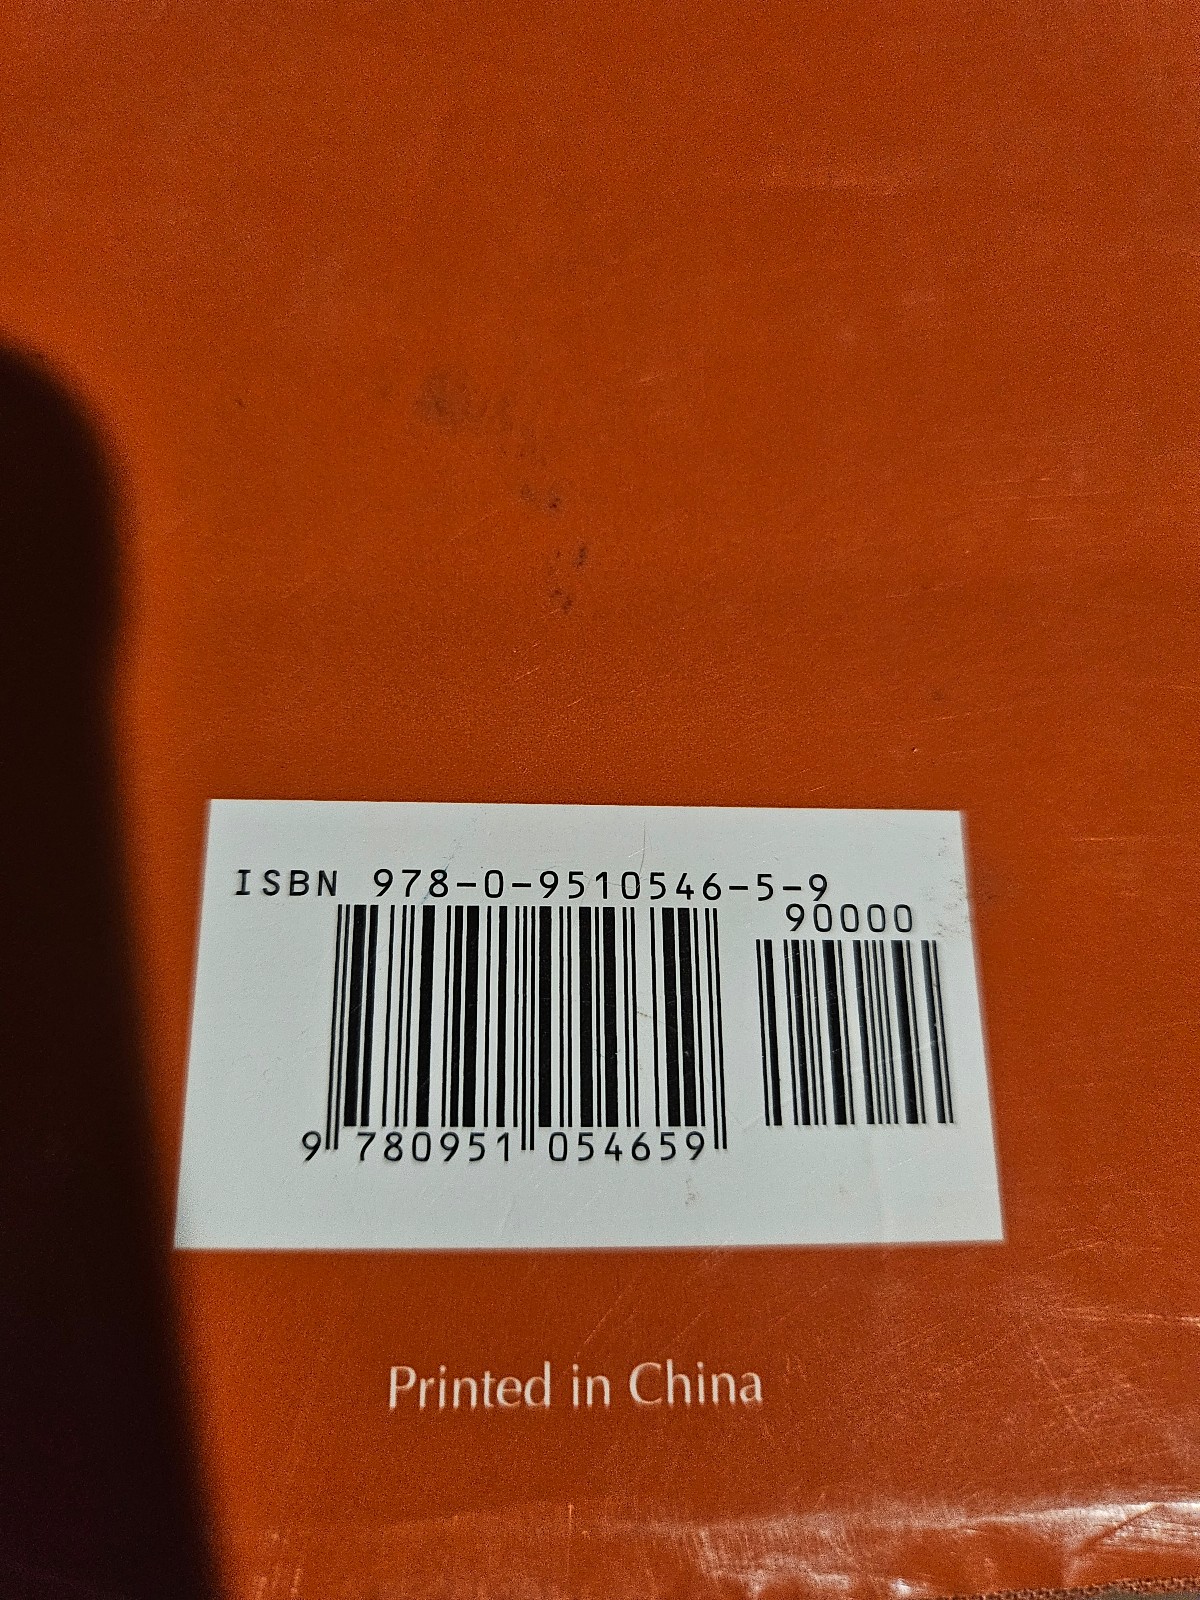 ISBN 978-0-9510546-5-9
90000
9 780951 054659
Printed in China